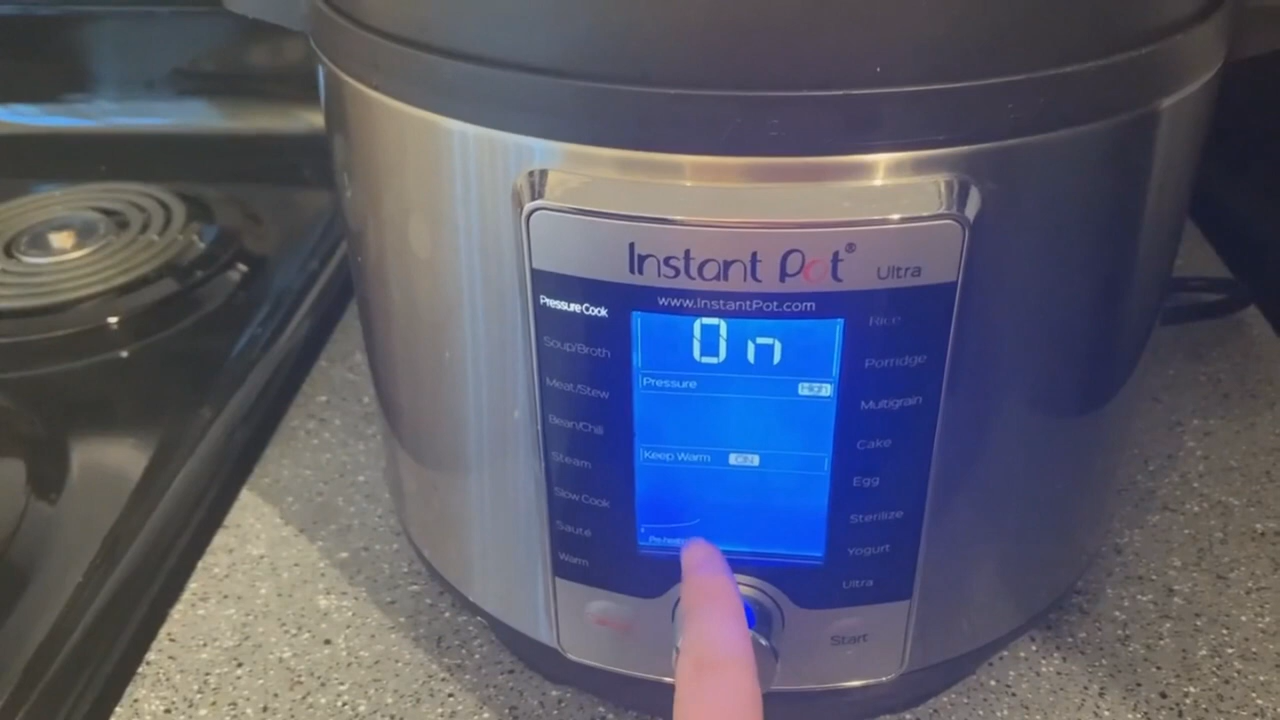 Instant Pot® Ultra
www.InstantPot.com
Pressure Cook
Soup/Broth
Meat/Stew
Bean/Chili
Steam
Slow Cook
Sauté
Warm
On
Pressure High
Keep Warm ON
Rice
Porridge
Multigrain
Cake
Egg
Sterilize
Yogurt
Ultra
Start